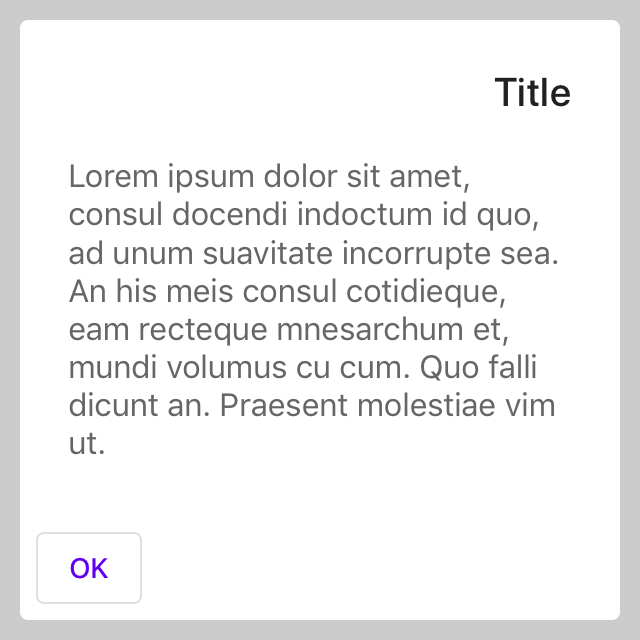 Title
Lorem ipsum dolor sit amet,
consul docendi indoctum id quo,
ad unum suavitate incorrupte sea.
An his meis consul cotidieque,
eam recteque mnesarchum et,
mundi volumus cu cum. Quo falli
dicunt an. Praesent molestiae vim
ut.
OK